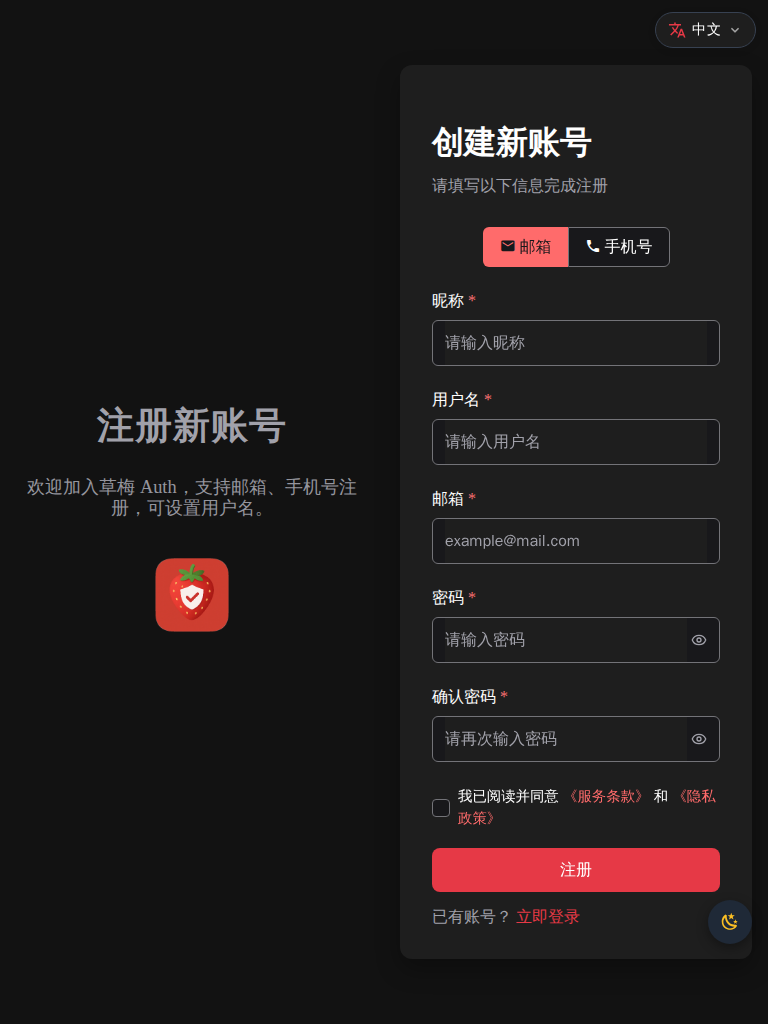 中文
注册新账号
欢迎加入草梅 Auth，支持邮箱、手机号注
册，可设置用户名。
创建新账号
请填写以下信息完成注册
邮箱 手机号
昵称 *
请输入昵称
用户名 *
请输入用户名
邮箱 *
example@mail.com
密码 *
请输入密码
确认密码 *
请再次输入密码
我已阅读并同意 《服务条款》 和 《隐私
政策》
注册
已有账号？ 立即登录